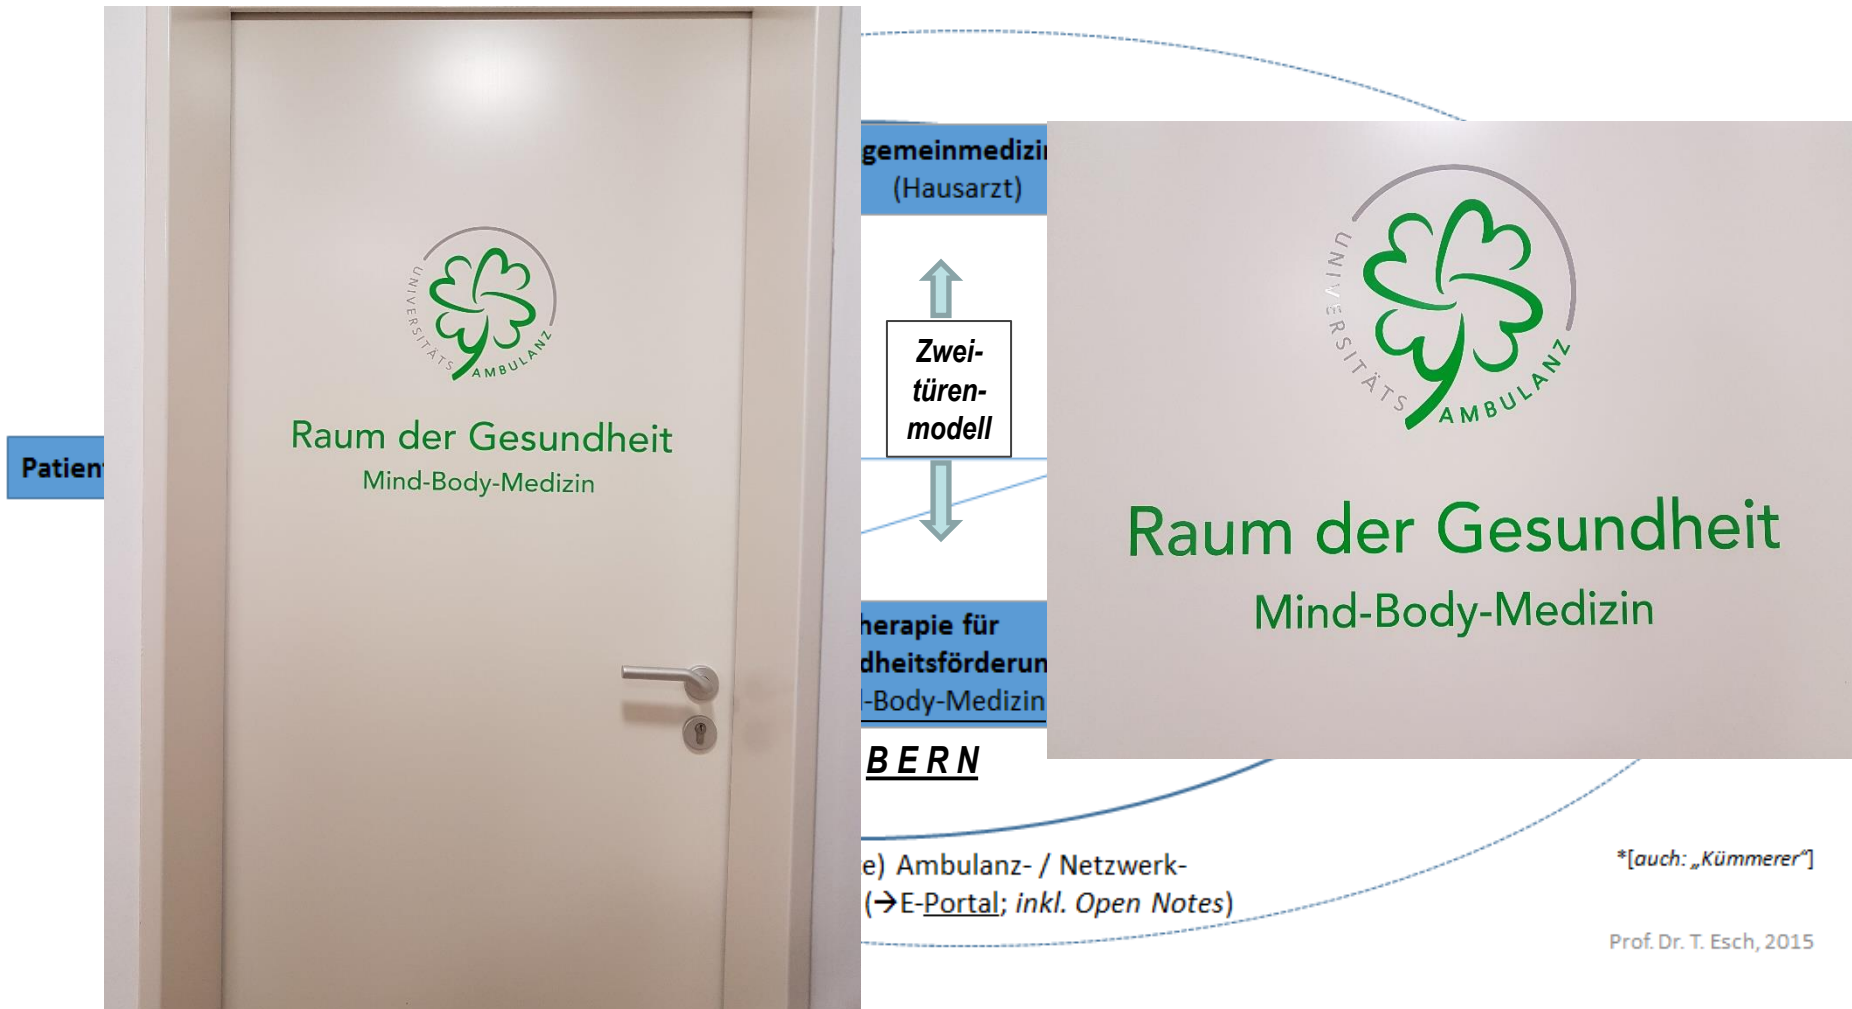 gemeinmedizin
(Hausarzt)
Zwei-
türen-
modell
Patien
UNIVERSITÄTS
AMBULANZ
Raum der Gesundheit
Mind-Body-Medizin
UNIVERSITÄTS
AMBULANZ
Raum der Gesundheit
Mind-Body-Medizin
herapie für
dheitsförderun
-Body-Medizin
BERN
e) Ambulanz- / Netzwerk-
(→E-Portal; inkl. Open Notes)
*[auch: „Kümmerer“]
Prof. Dr. T. Esch, 2015